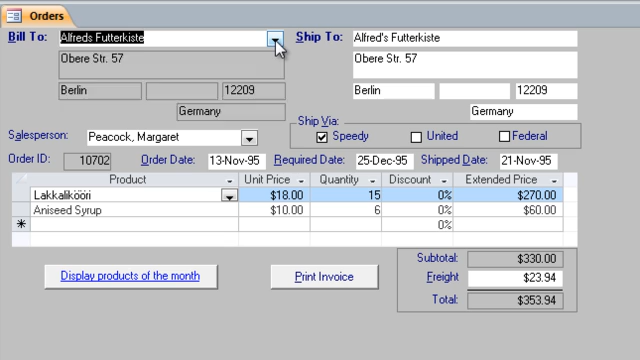 Orders
Bill To: Alfreds Futterkiste Ship To: Alfred's Futterkiste
Obere Str. 57 Obere Str. 57
Berlin 12209 Berlin 12209
Germany Germany
Ship Via:
Salesperson: Peacock, Margaret Speedy United Federal
Order ID: 10702 Order Date: 13-Nov-95 Required Date: 25-Dec-95 Shipped Date: 21-Nov-95
Product Unit Price Quantity Discount Extended Price
Lakkalikööri $18.00 15 0% $270.00
Aniseed Syrup $10.00 6 0% $60.00
0%
Subtotal: $330.00
Display products of the month Print Invoice Freight $23.94
Total: $353.94